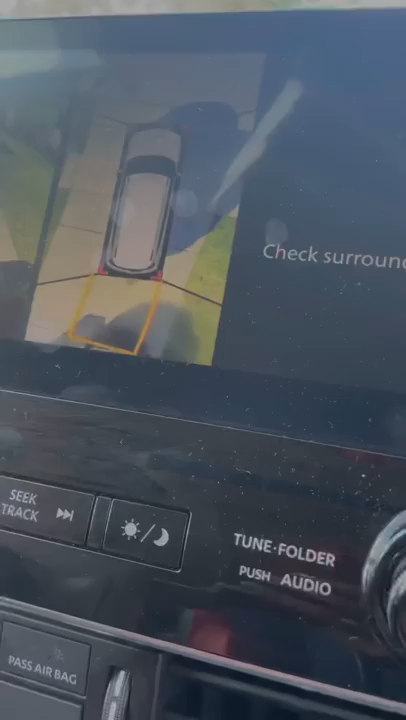 Check surroun
SEEK
TRACK
TUNE·FOLDER
PUSH AUDIO
PASS AIR BAG